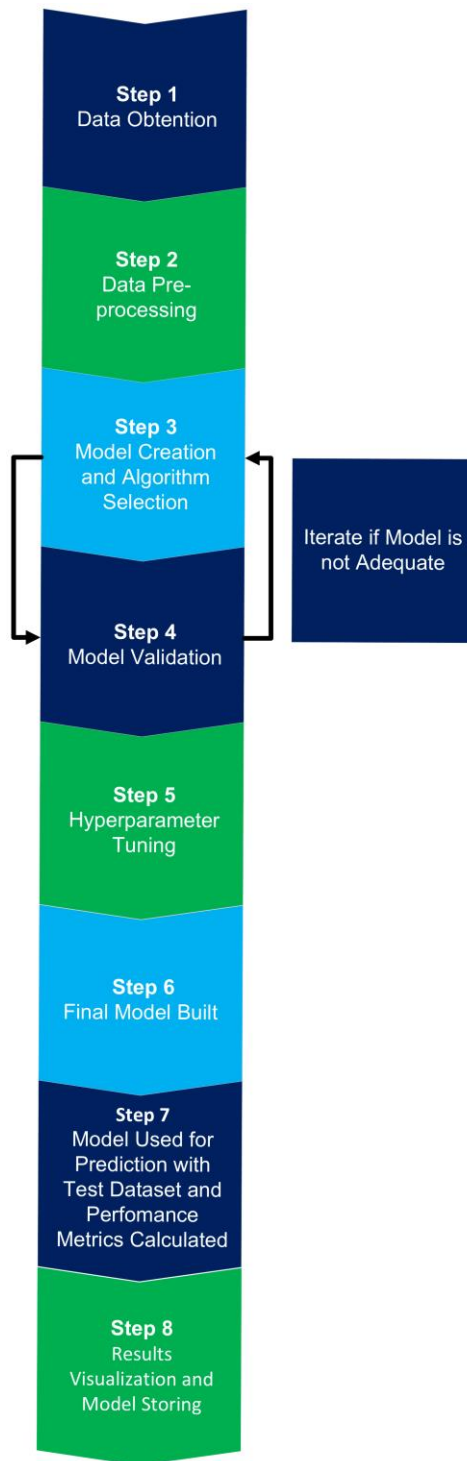 Step 1
Data Obtention
Step 2
Data Pre-
processing
Step 3
Model Creation
and Algorithm
Selection
Iterate if Model is
not Adequate
Step 4
Model Validation
Step 5
Hyperparameter
Tuning
Step 6
Final Model Built
Step 7
Model Used for
Prediction with
Test Dataset and
Perfomance
Metrics Calculated
Step 8
Results
Visualization and
Model Storing